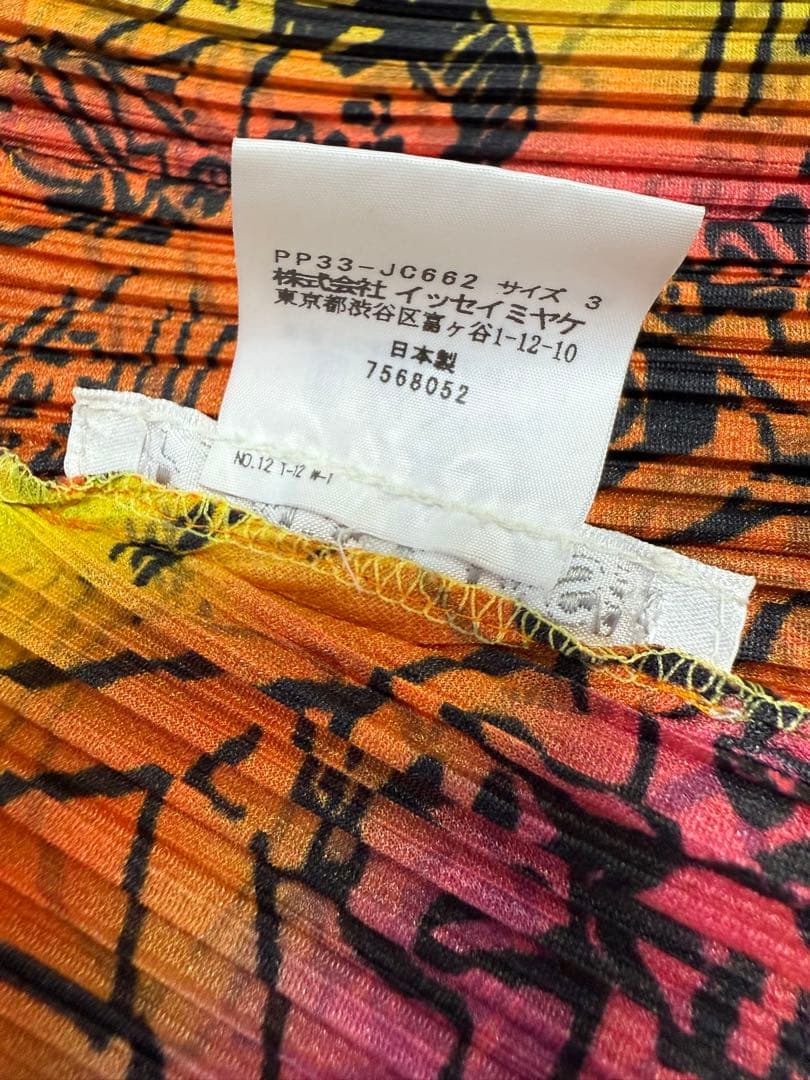 PP33-JC662 サイズ 3
株式会社 イッセイミヤケ
東京都渋谷区富ヶ谷1-12-10
日本製
7568052
NO.12 T-12 W-1